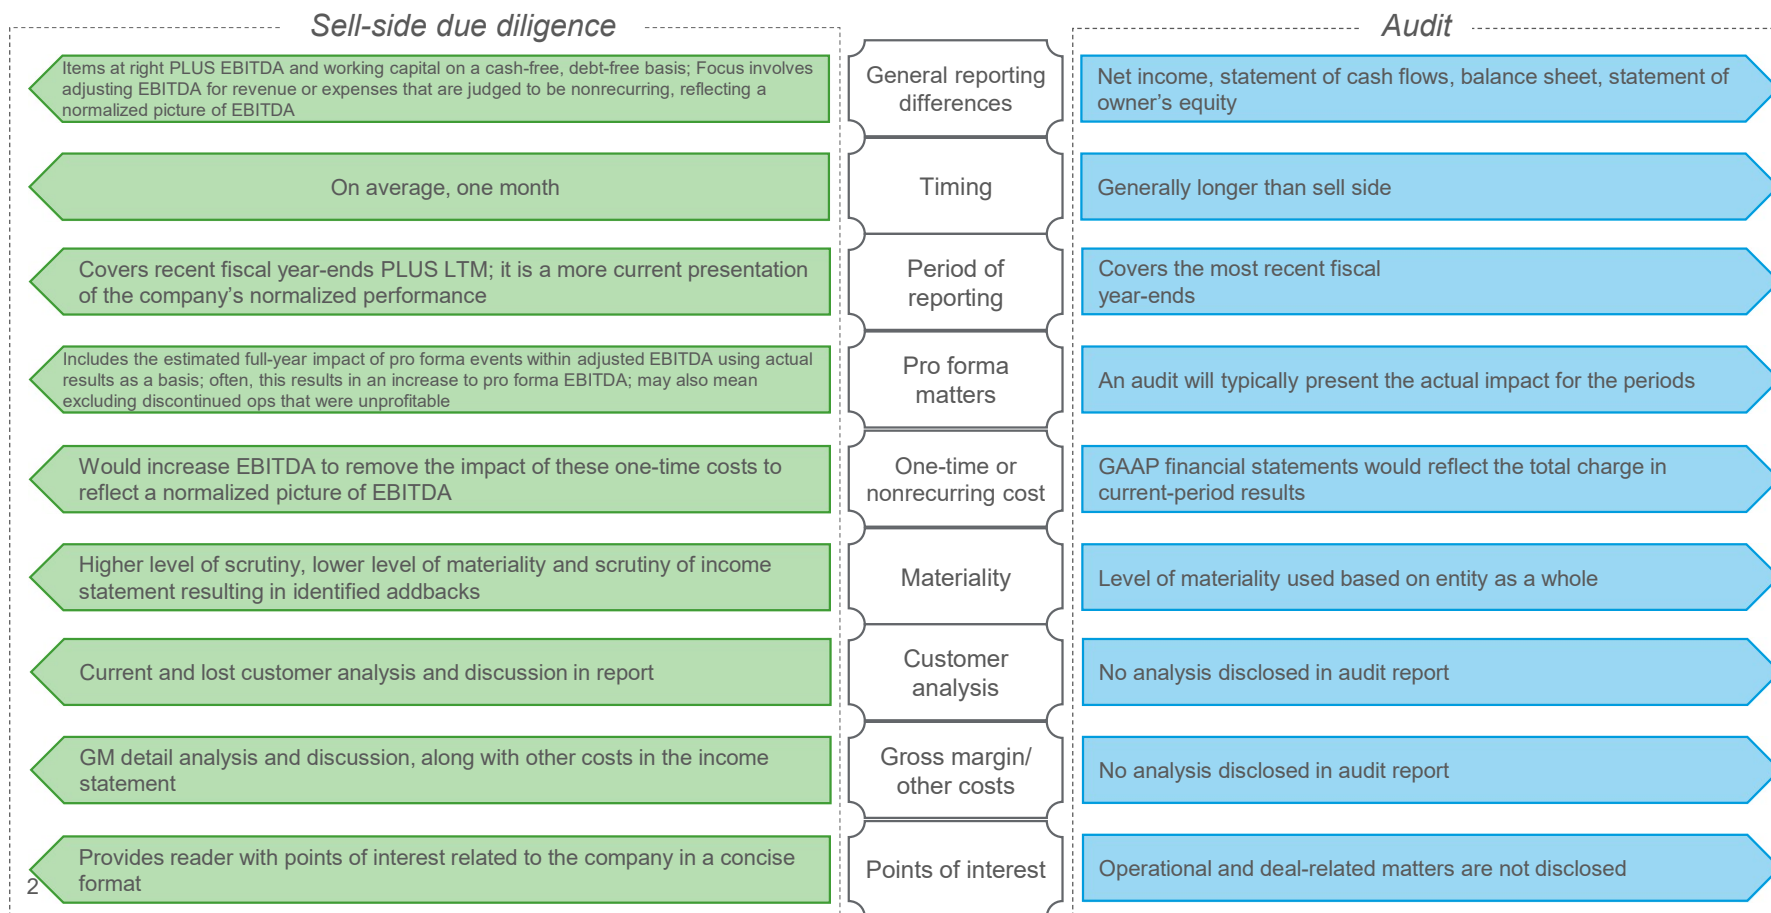 Sell-side due diligence
Audit
Items at right PLUS EBITDA and working capital on a cash-free, debt-free basis; Focus involves
adjusting EBITDA for revenue or expenses that are judged to be nonrecurring, reflecting a
normalized picture of EBITDA
General reporting
differences
Net income, statement of cash flows, balance sheet, statement of
owner's equity
On average, one month
Timing
Generally longer than sell side
Covers recent fiscal year-ends PLUS LTM; it is a more current presentation
of the company's normalized performance
Period of
reporting
Covers the most recent fiscal
year-ends
Includes the estimated full-year impact of pro forma events within adjusted EBITDA using actual
results as a basis; often, this results in an increase to pro forma EBITDA; may also mean
excluding discontinued ops that were unprofitable
Pro forma
matters
An audit will typically present the actual impact for the periods
Would increase EBITDA to remove the impact of these one-time costs to
reflect a normalized picture of EBITDA
One-time or
nonrecurring cost
GAAP financial statements would reflect the total charge in
current-period results
Higher level of scrutiny, lower level of materiality and scrutiny of income
statement resulting in identified addbacks
Materiality
Level of materiality used based on entity as a whole
Current and lost customer analysis and discussion in report
Customer
analysis
No analysis disclosed in audit report
GM detail analysis and discussion, along with other costs in the income
statement
Gross margin/
other costs
No analysis disclosed in audit report
Provides reader with points of interest related to the company in a concise
format
Points of interest
Operational and deal-related matters are not disclosed
2